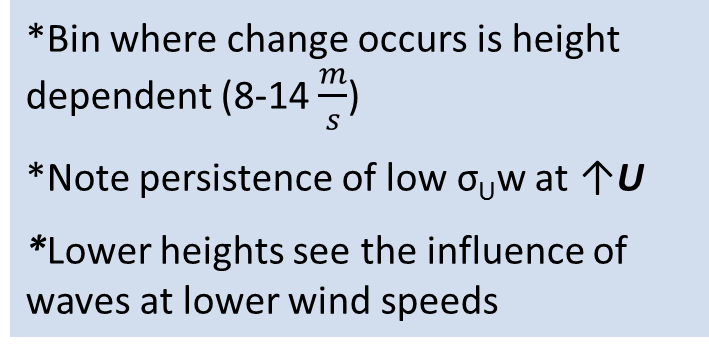 *Bin where change occurs is height
dependent (8-14 m/s)
*Note persistence of low σUw at ↑U
*Lower heights see the influence of
waves at lower wind speeds